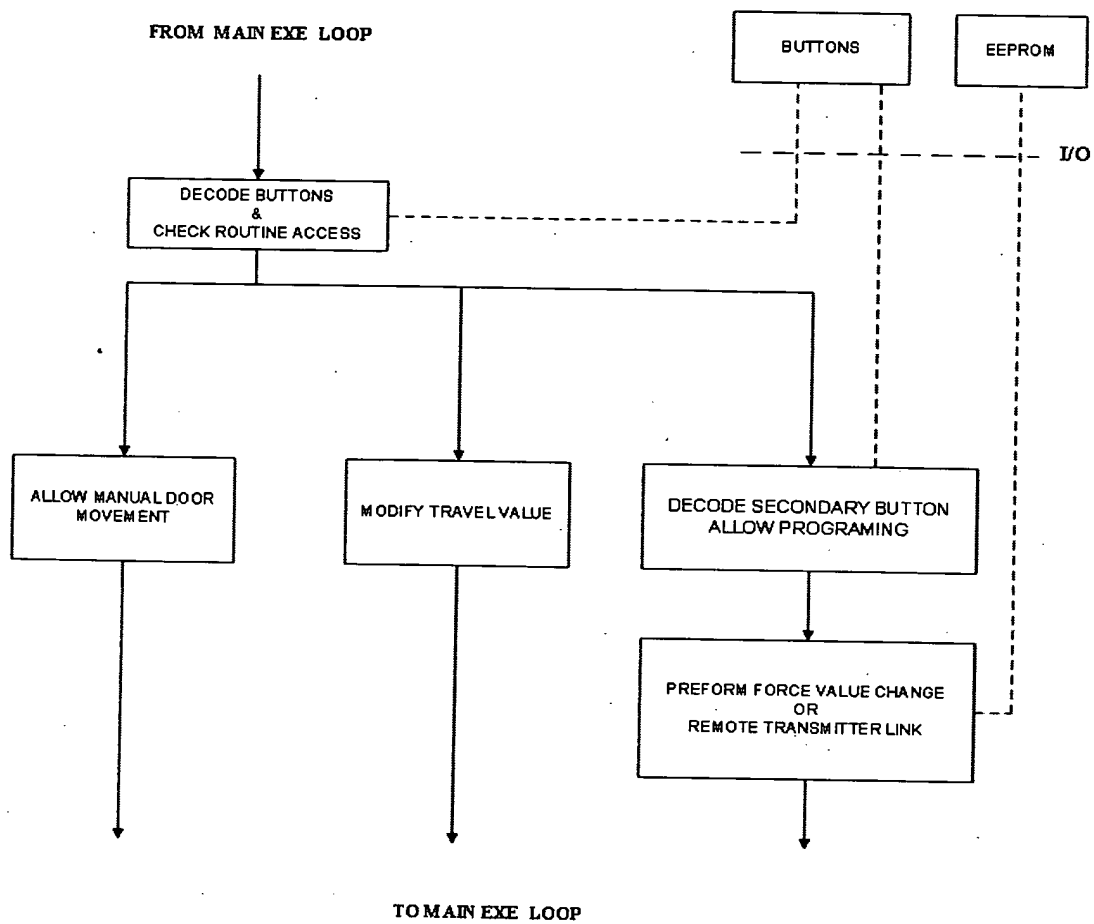 FROM MAIN EXE LOOP
BUTTONS
EEPROM
I/O
DECODE BUTTONS
&
CHECK ROUTINE ACCESS
ALLOW MANUAL DOOR
MOVEMENT
MODIFY TRAVEL VALUE
DECODE SECONDARY BUTTON
ALLOW PROGRAMING
PREFORM FORCE VALUE CHANGE
OR
REMOTE TRANSMITTER LINK
TO MAIN EXE LOOP